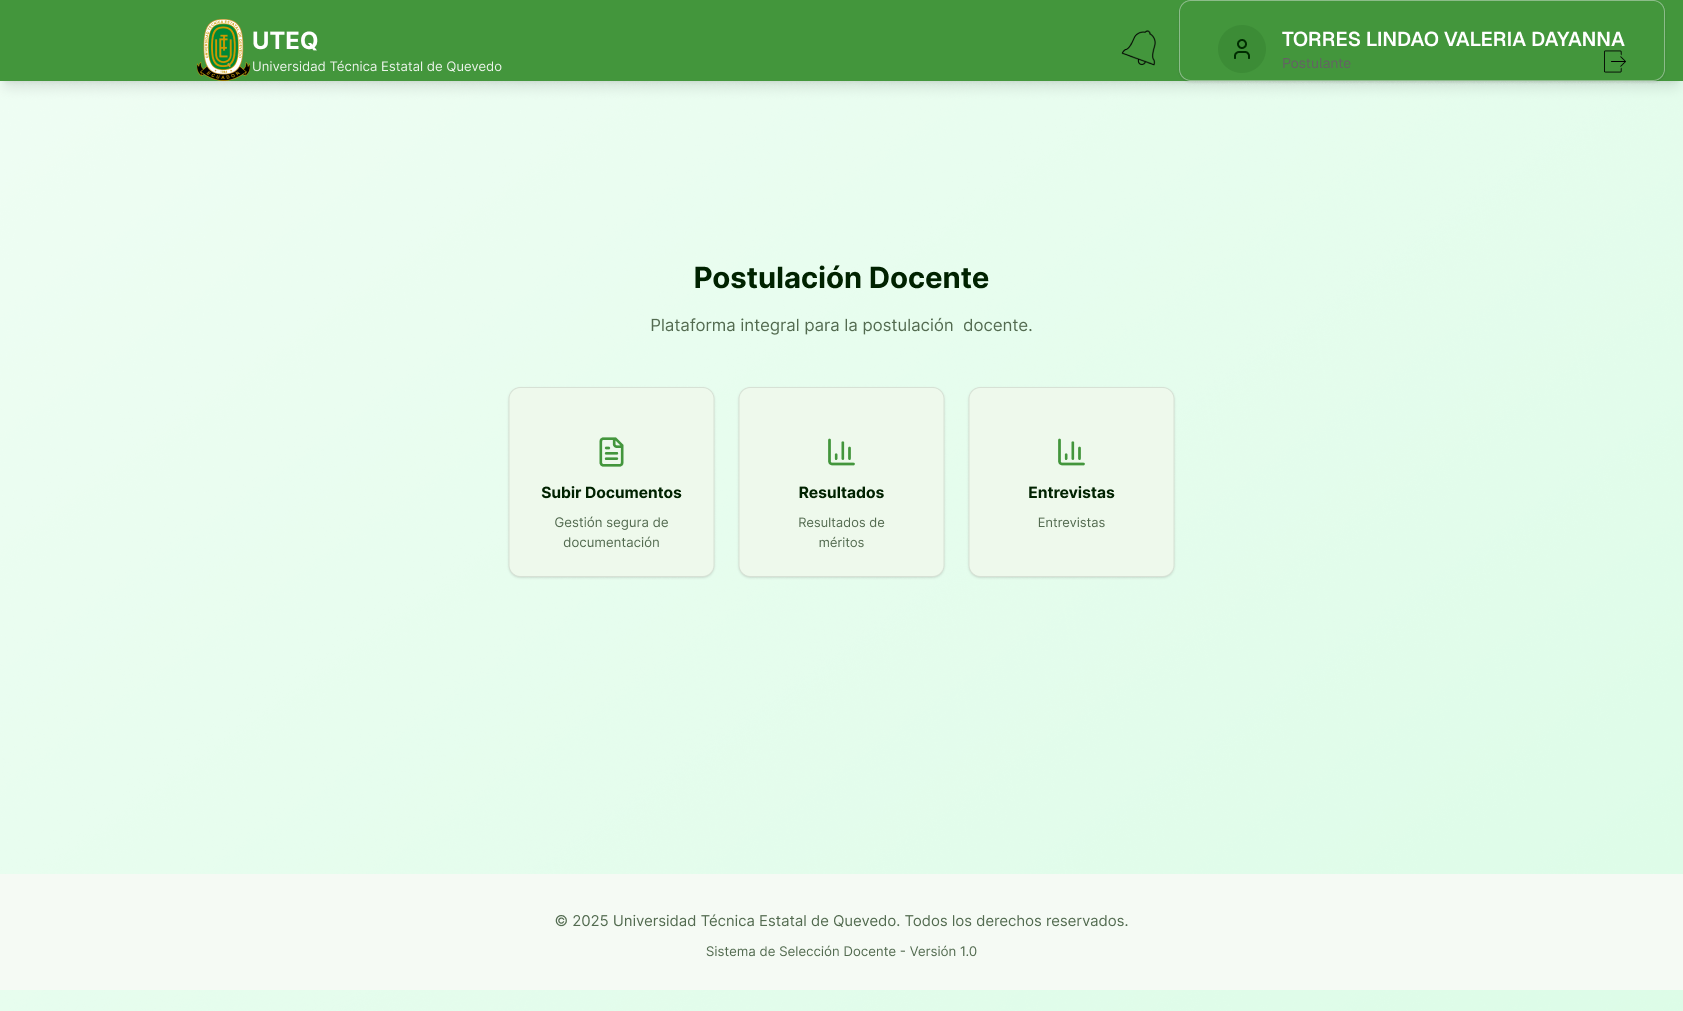 UTEQ
Universidad Técnica Estatal de Quevedo
TORRES LINDAO VALERIA DAYANNA
Postulante
Postulación Docente
Plataforma integral para la postulación  docente.
Subir Documentos
Gestión segura de
documentación
Resultados
Resultados de
méritos
Entrevistas
Entrevistas
© 2025 Universidad Técnica Estatal de Quevedo. Todos los derechos reservados.
Sistema de Selección Docente - Versión 1.0